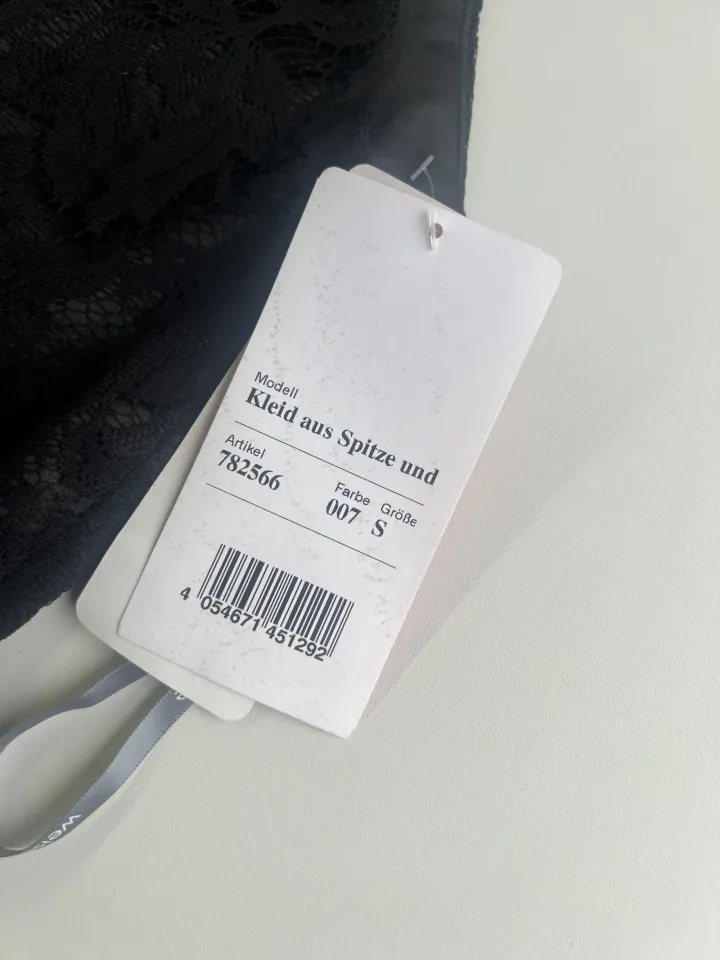 Modell
Kleid aus Spitze und
Artikel
782566
Farbe Größe
007 S
4 054671 451292